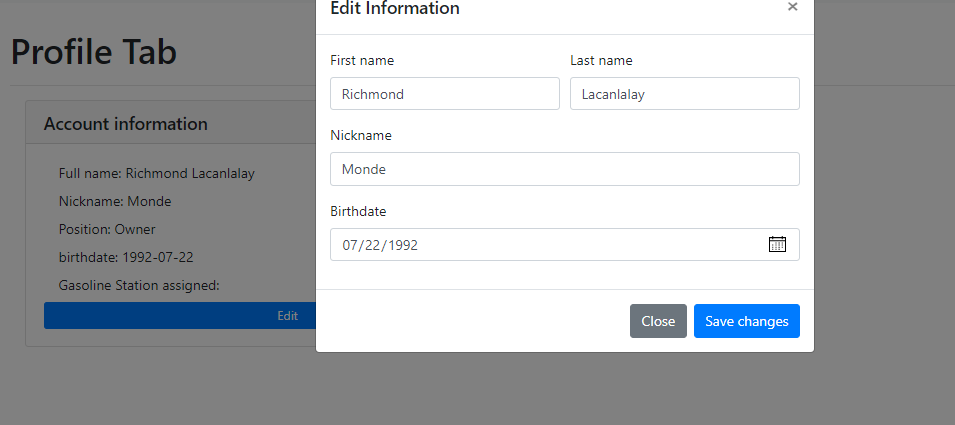 Edit Information ×
Profile Tab
Account information
Full name: Richmond Lacanlalay
Nickname: Monde
Position: Owner
birthdate: 1992-07-22
Gasoline Station assigned:
Edit
First name Last name
Richmond Lacanlalay
Nickname
Monde
Birthdate
07/22/1992
Close Save changes